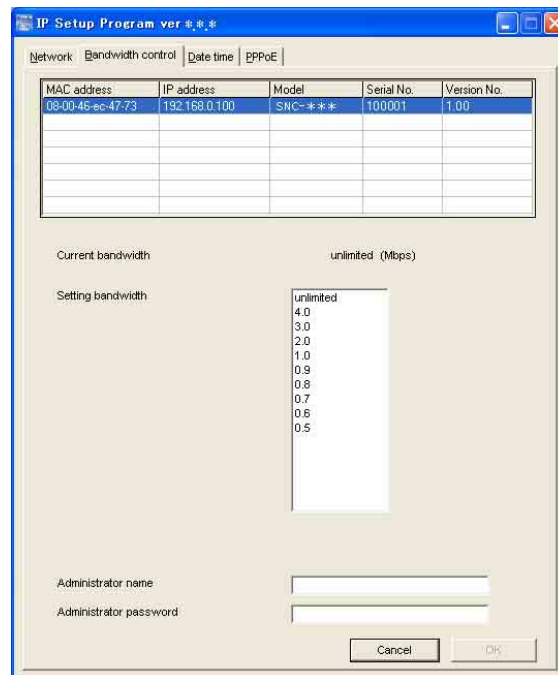 IP Setup Program ver *.*.*
Network Bandwidth control Date time PPPoE
MAC address IP address Model Serial No. Version No.
08-00-46-ec-47-73 192.168.0.100 SNC-*** 100001 1.00
Current bandwidth unlimited (Mbps)
Setting bandwidth
unlimited
4.0
3.0
2.0
1.0
0.9
0.8
0.7
0.6
0.5
Administrator name
Administrator password
Cancel OK